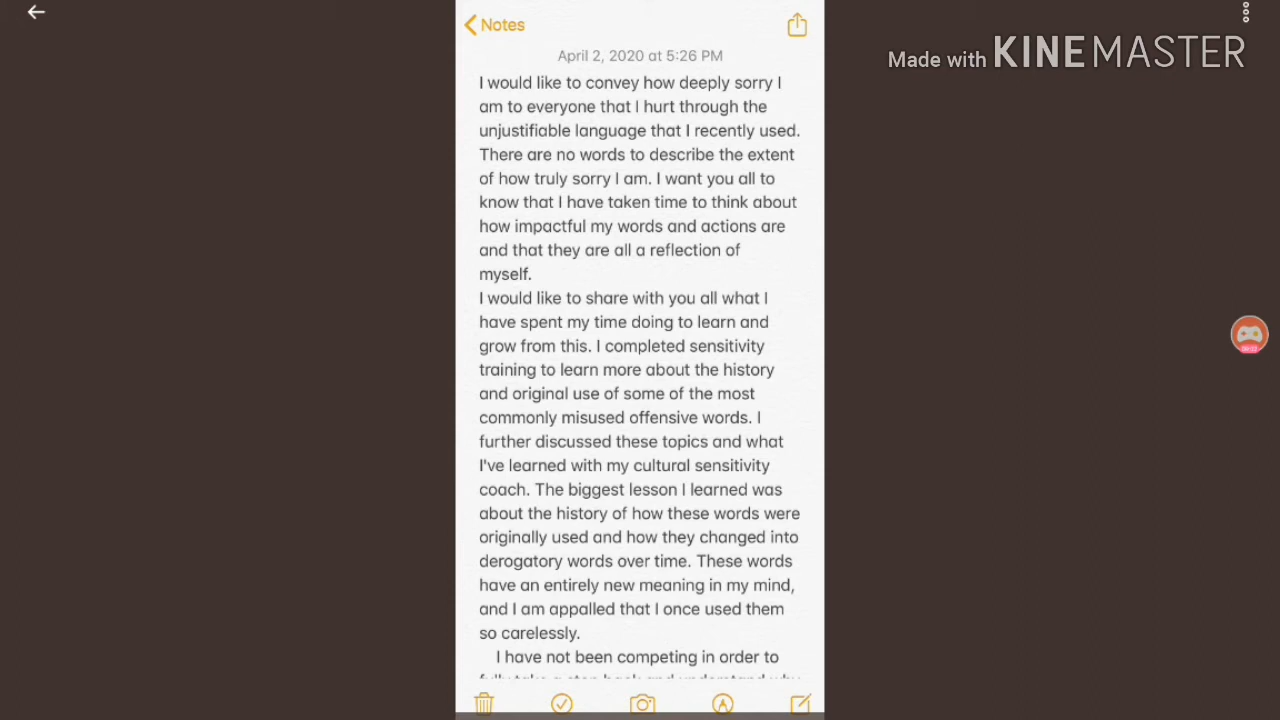 Notes
Made with KINEMASTER
April 2, 2020 at 5:26 PM
I would like to convey how deeply sorry I
am to everyone that I hurt through the
unjustifiable language that I recently used.
There are no words to describe the extent
of how truly sorry I am. I want you all to
know that I have taken time to think about
how impactful my words and actions are
and that they are all a reflection of
myself.
I would like to share with you all what I
have spent my time doing to learn and
grow from this. I completed sensitivity
training to learn more about the history
and original use of some of the most
commonly misused offensive words. I
further discussed these topics and what
I've learned with my cultural sensitivity
coach. The biggest lesson I learned was
about the history of how these words were
originally used and how they changed into
derogatory words over time. These words
have an entirely new meaning in my mind,
and I am appalled that I once used them
so carelessly.
I have not been competing in order to